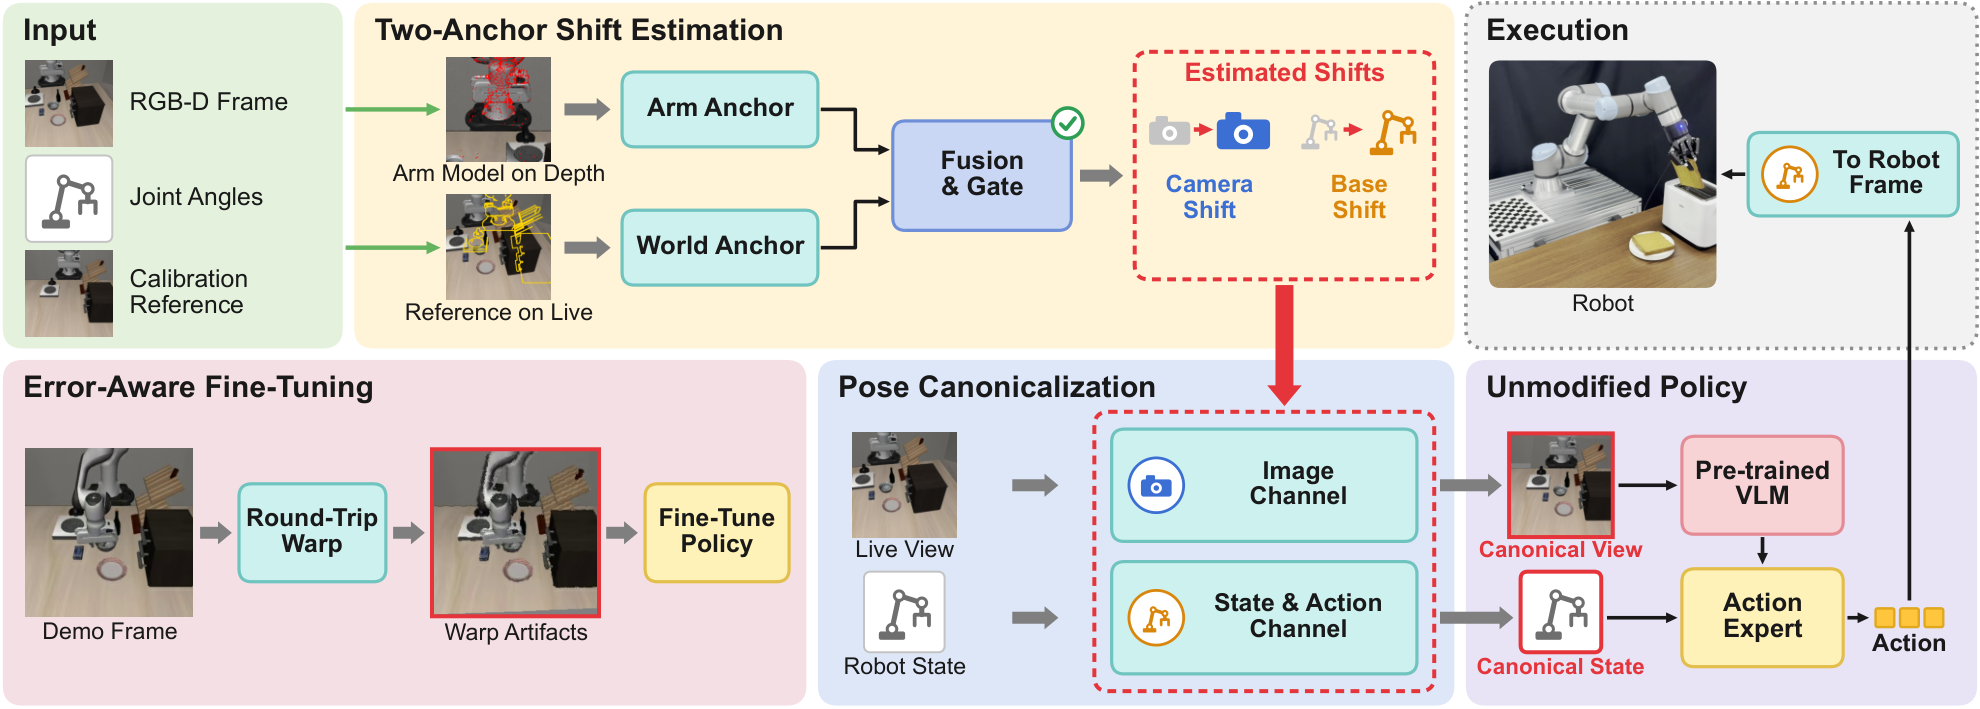 Input
RGB-D Frame
Joint Angles
Calibration
Reference
Two-Anchor Shift Estimation
Arm Model on Depth
Reference on Live
Arm Anchor
World Anchor
Fusion
& Gate
Estimated Shifts
Camera
Shift
Base
Shift
Execution
Robot
To Robot
Frame
Error-Aware Fine-Tuning
Demo Frame
Round-Trip
Warp
Warp Artifacts
Fine-Tune
Policy
Pose Canonicalization
Live View
Robot State
Image
Channel
State & Action
Channel
Unmodified Policy
Canonical View
Canonical State
Pre-trained
VLM
Action
Expert
Action